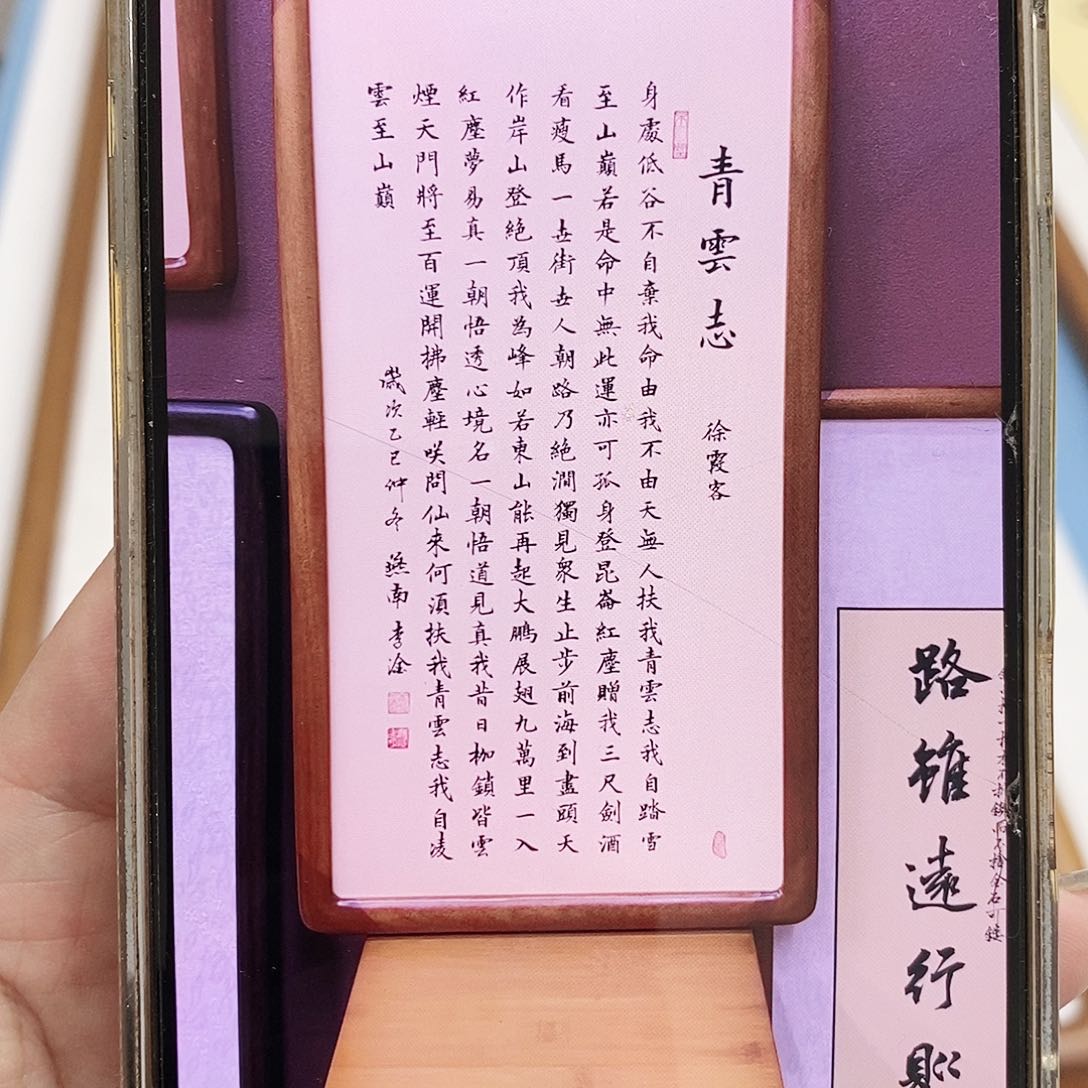 青雲志
徐霞客
身處低谷不自棄我命由我不由天無人扶我青雲志我自踏雪
至山巔若是命中無此運亦可孤身登昆崙紅塵贈我三尺劍酒
看瘦馬一世街世人朝路乃絕澗獨見眾生止步前海到盡頭天
作岸山登絕頂我為峰如若東山能再起大鵬展翅九萬里一入
紅塵夢易真一朝悟透心境名一朝悟道見真我昔日枷鎖皆雲
煙天門將至百運開拂塵輕咲問仙來何須扶我青雲志我自凌
雲至山巔
歲次乙巳仲冬 燕南 李淦
路雖遠行